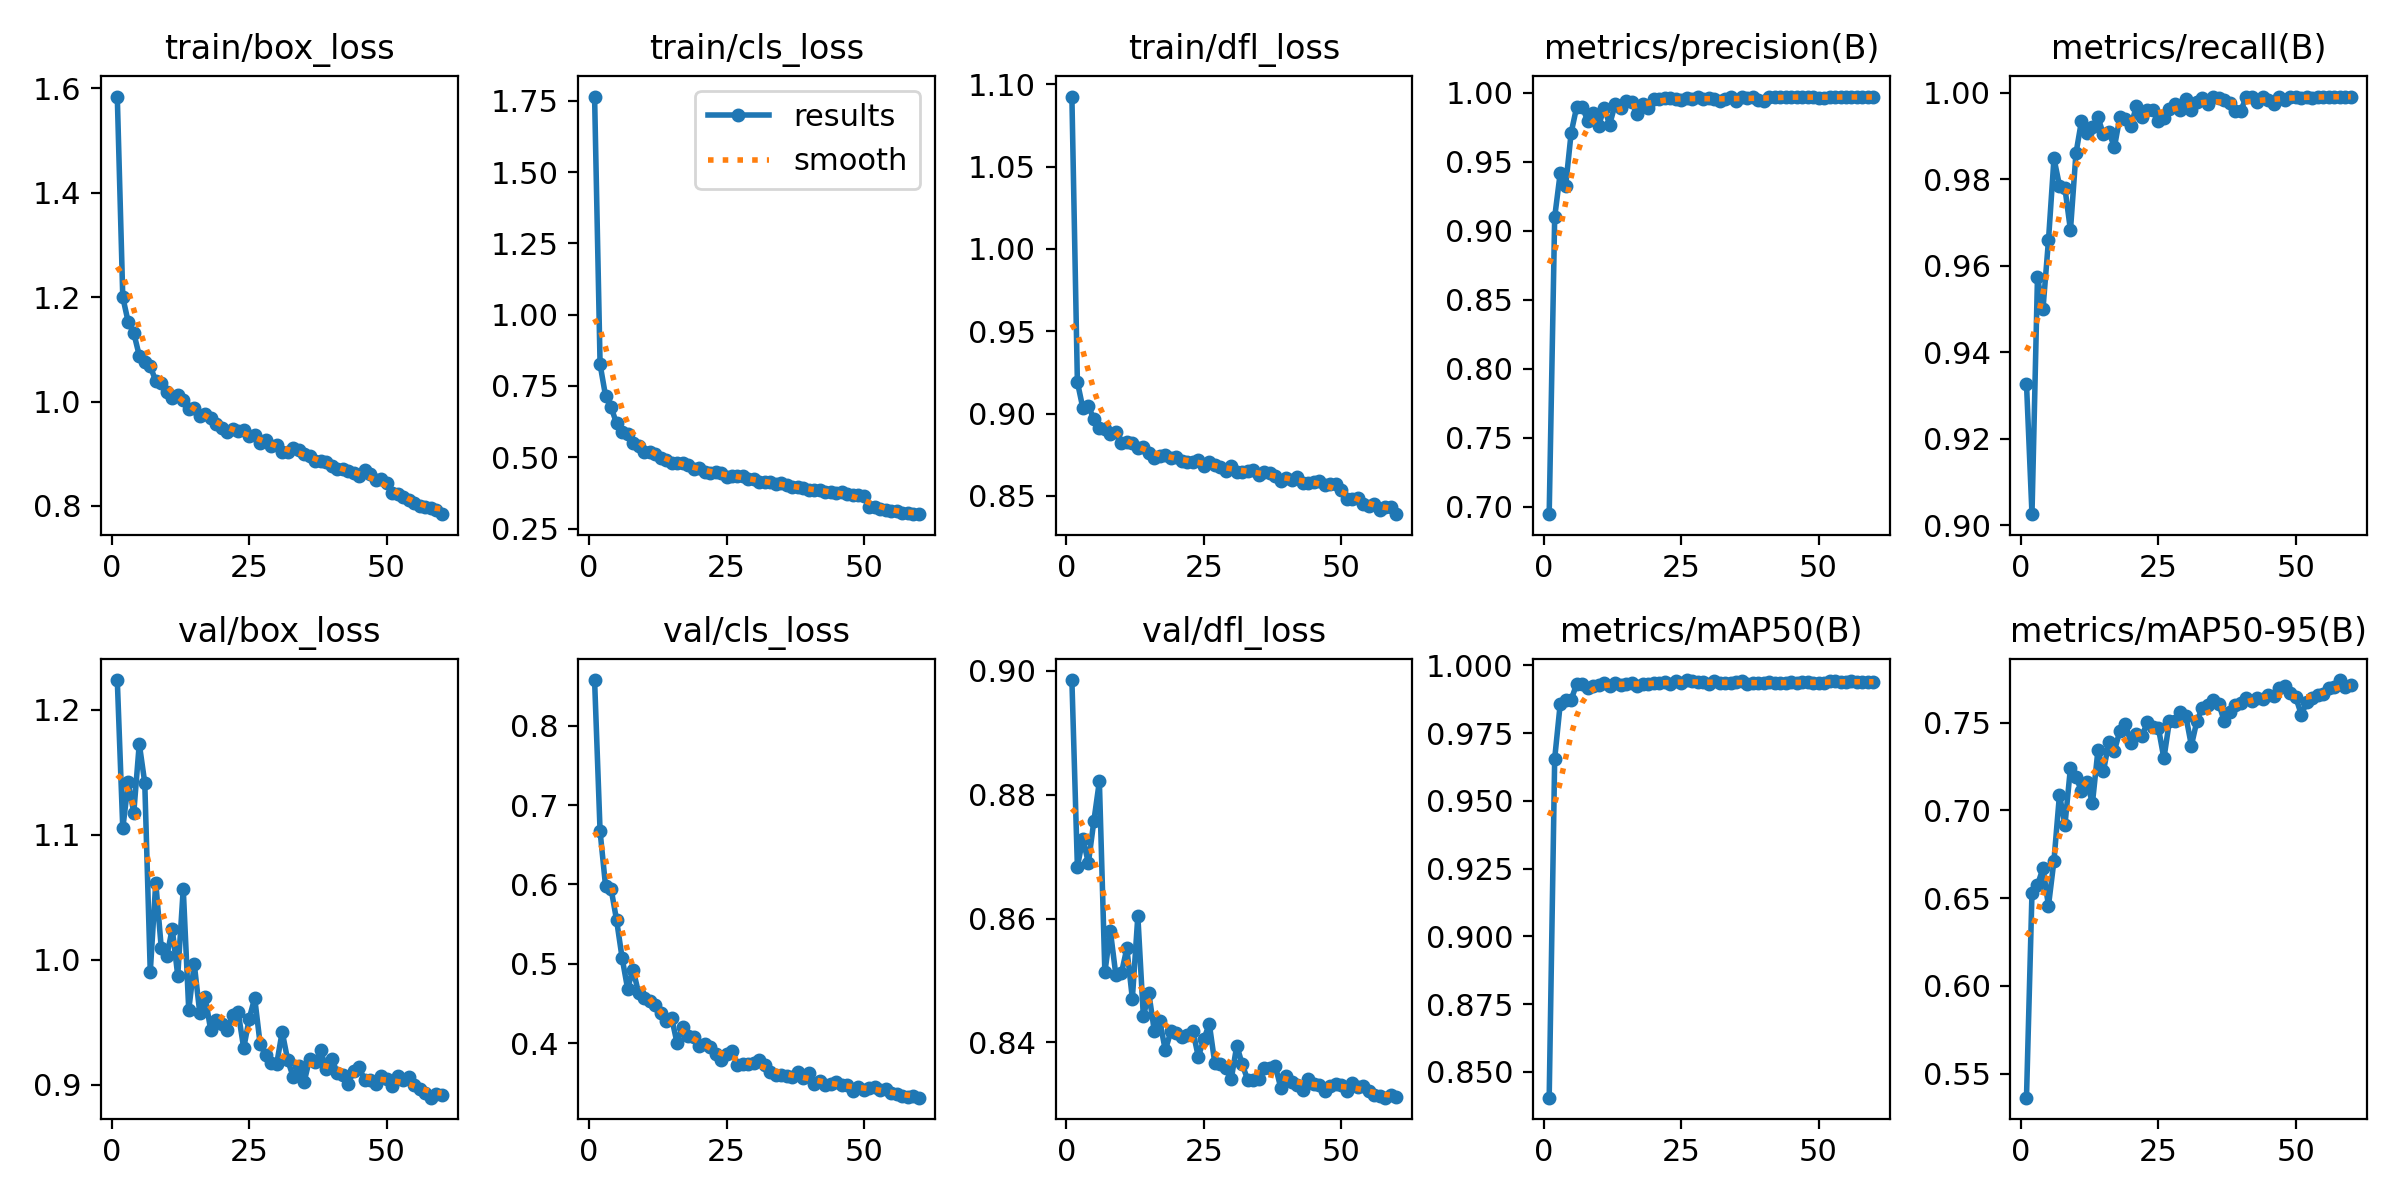 train/box_loss
1.6
1.4
1.2
1.0
0.8
0 25 50
train/cls_loss
results
smooth
1.75
1.50
1.25
1.00
0.75
0.50
0.25
0 25 50
train/dfl_loss
1.10
1.05
1.00
0.95
0.90
0.85
0 25 50
metrics/precision(B)
1.00
0.95
0.90
0.85
0.80
0.75
0.70
0 25 50
metrics/recall(B)
1.00
0.98
0.96
0.94
0.92
0.90
0 25 50
val/box_loss
1.2
1.1
1.0
0.9
0 25 50
val/cls_loss
0.8
0.7
0.6
0.5
0.4
0 25 50
val/dfl_loss
0.90
0.88
0.86
0.84
0 25 50
metrics/mAP50(B)
1.000
0.975
0.950
0.925
0.900
0.875
0.850
0 25 50
metrics/mAP50-95(B)
0.75
0.70
0.65
0.60
0.55
0 25 50